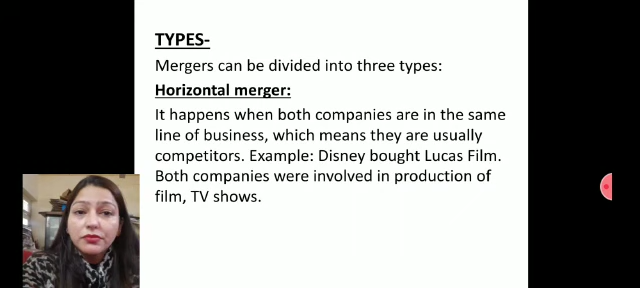 TYPES-
Mergers can be divided into three types:
Horizontal merger:
It happens when both companies are in the same
line of business, which means they are usually
competitors. Example: Disney bought Lucas Film.
Both companies were involved in production of
film, TV shows.